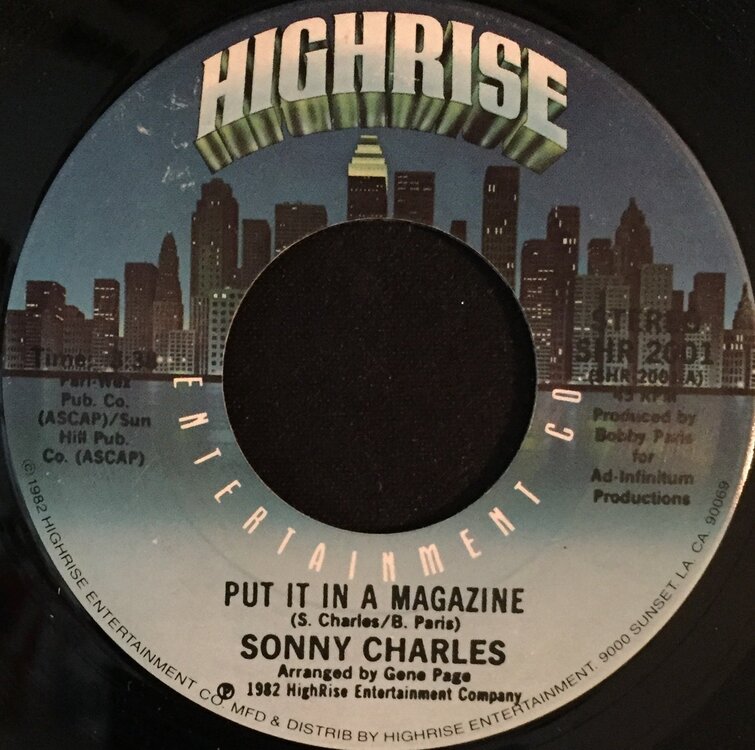 HIGHRISE
ENTERTAINMENT CO
Time:
Pub. Co.
(ASCAP)/Sun
Hill Pub.
Co. (ASCAP)
STEREO
SHR 2001
45 RPM
Produced by
Bobby Paris
for
Ad-Infinitum
Productions
PUT IT IN A MAGAZINE
(S. Charles/B. Paris)
SONNY CHARLES
Arranged by Gene Page
℗ 1982 HighRise Entertainment Company
©1982 HIGHRISE ENTERTAINMENT CO. MFD & DISTRIB BY HIGHRISE ENTERTAINMENT. 9000 SUNSET. LA CA. 90069